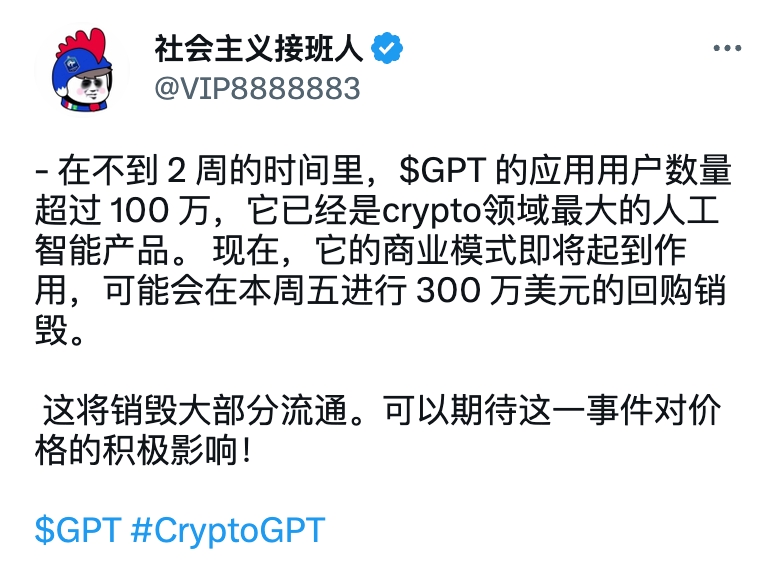 社会主义接班人
@VIP8888883
- 在不到 2 周的时间里，$GPT 的应用用户数量
超过 100 万，它已经是crypto领域最大的人工
智能产品。 现在，它的商业模式即将起到作
用，可能会在本周五进行 300 万美元的回购销
毁。
这将销毁大部分流通。可以期待这一事件对价
格的积极影响！
$GPT #CryptoGPT